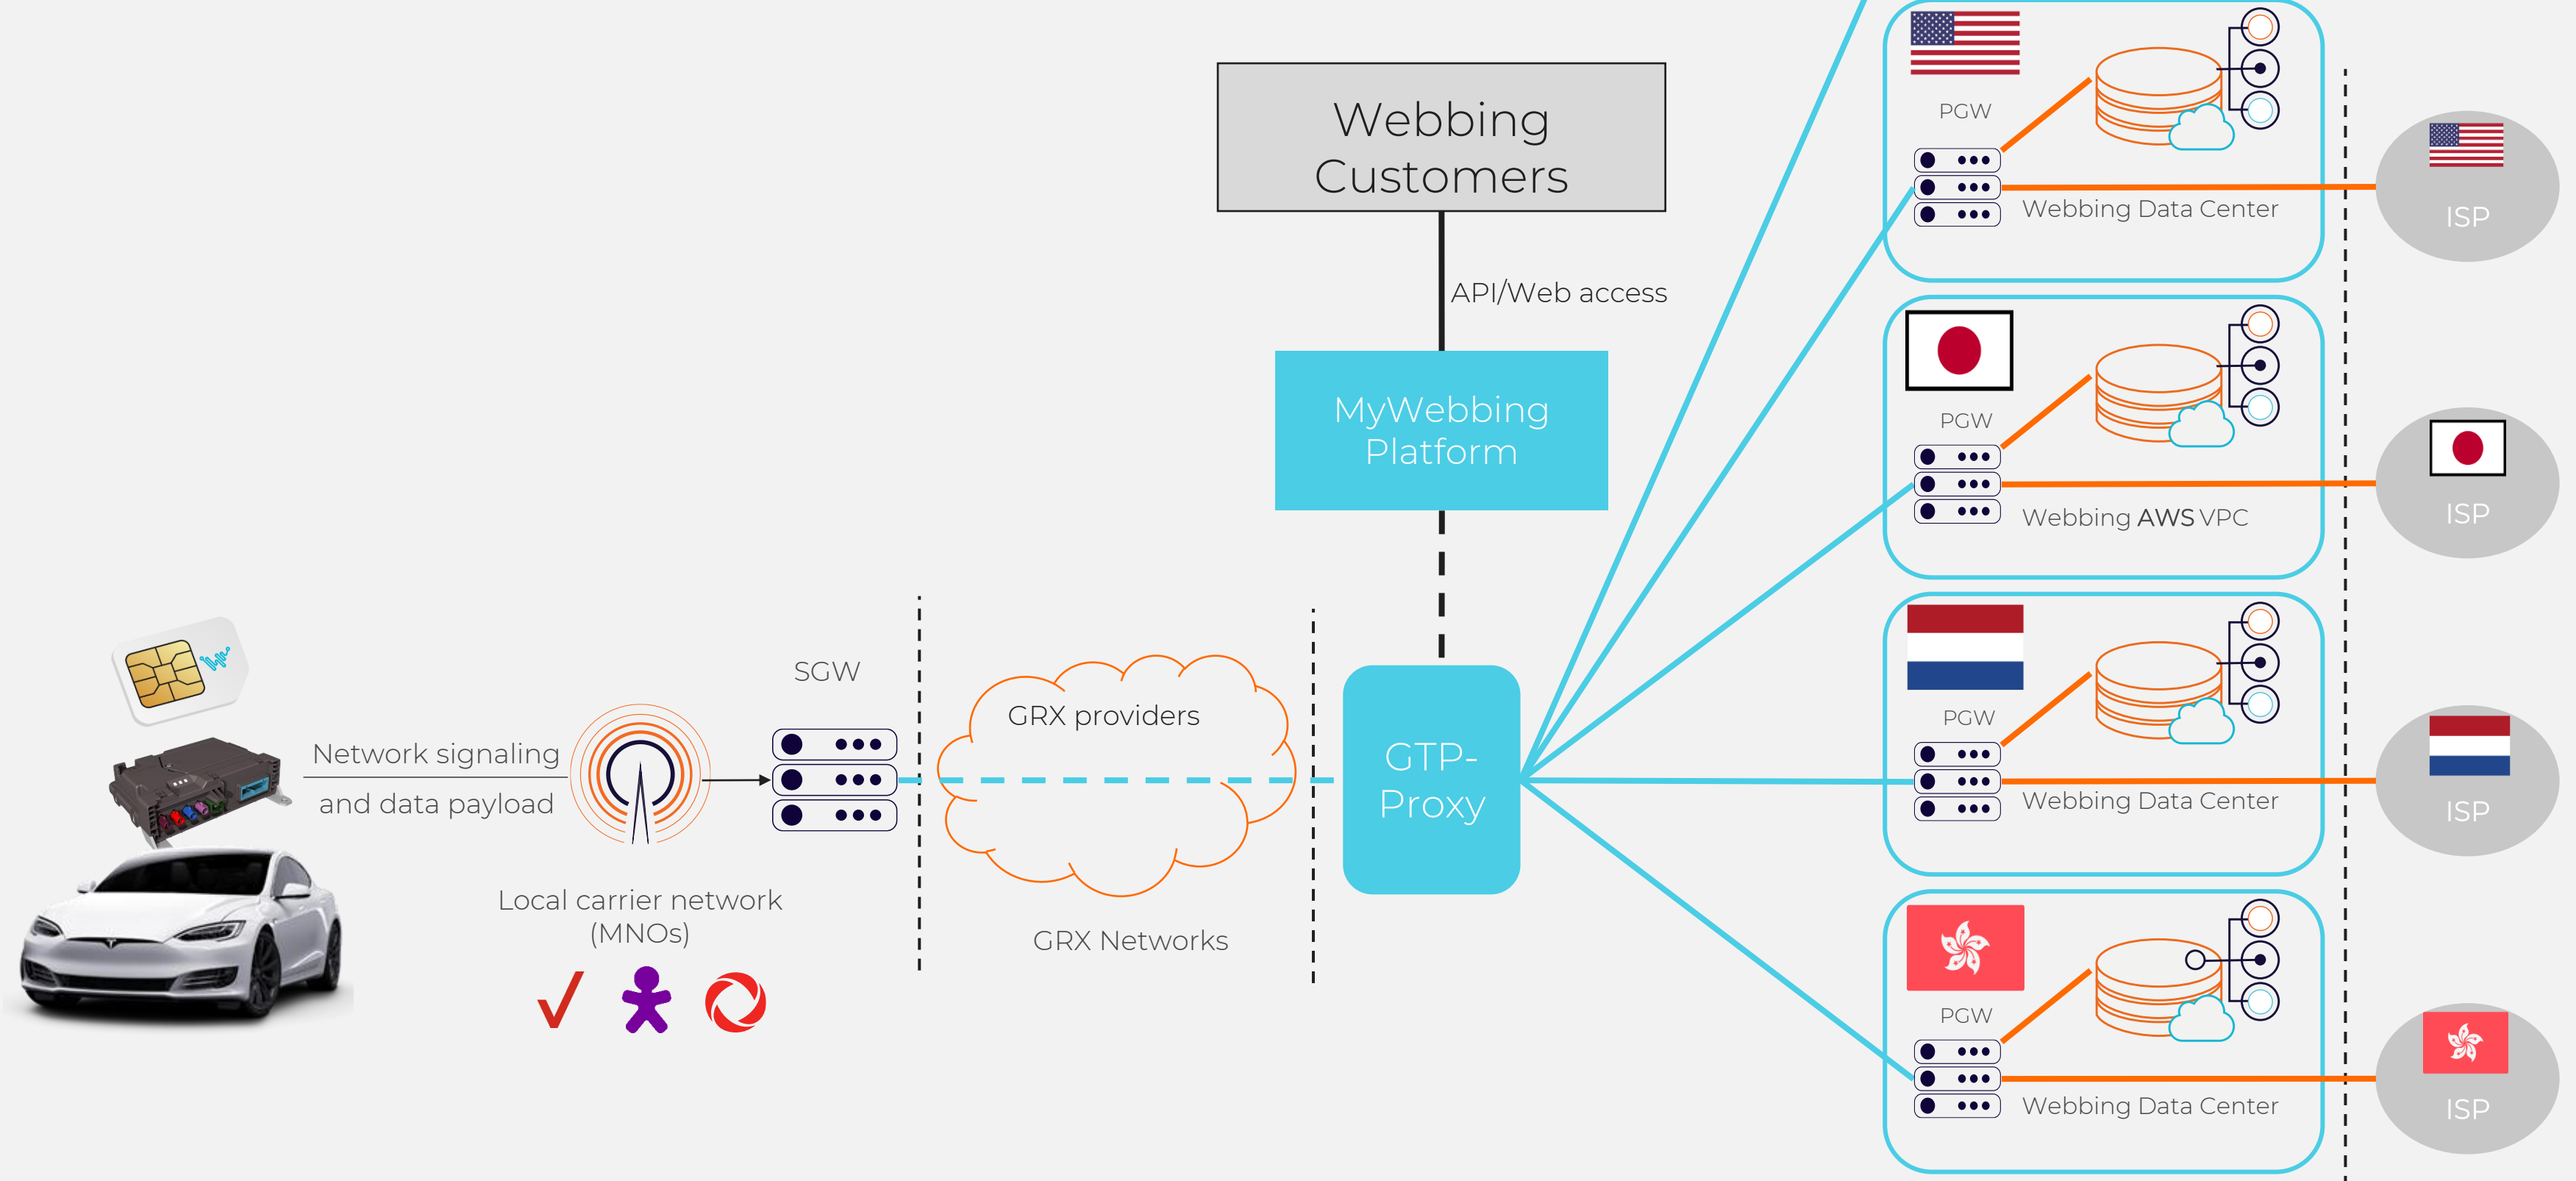 Webbing
Customers
API/Web access
MyWebbing
Platform
SGW
Network signaling
and data payload
Local carrier network
(MNOs)
GRX providers
GRX Networks
GTP-
Proxy
PGW
Webbing Data Center
ISP
PGW
Webbing AWS VPC
ISP
PGW
Webbing Data Center
ISP
PGW
Webbing Data Center
ISP